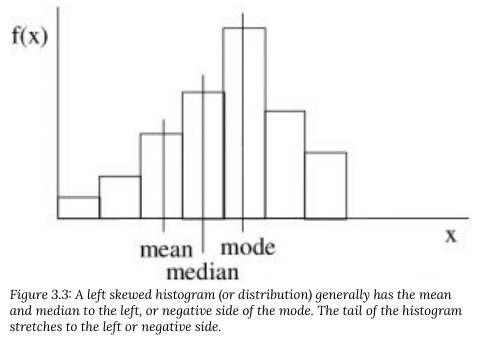 f(x)
x
mean
mode
median
Figure 3.3: A left skewed histogram (or distribution) generally has the mean
and median to the left, or negative side of the mode. The tail of the histogram
stretches to the left or negative side.